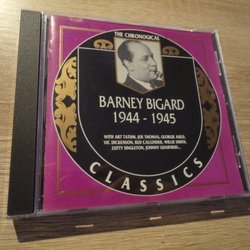 THE CHRONOLOGICAL
BARNEY BIGARD
1944 - 1945
WITH ART TATUM, JOE THOMAS, GEORGE AULD,
VIC DICKENSON, RED CALLENDER, WILLIE SMITH,
ZUTTY SINGLETON, JOHNNY GUARNIERI...
CLASSICS